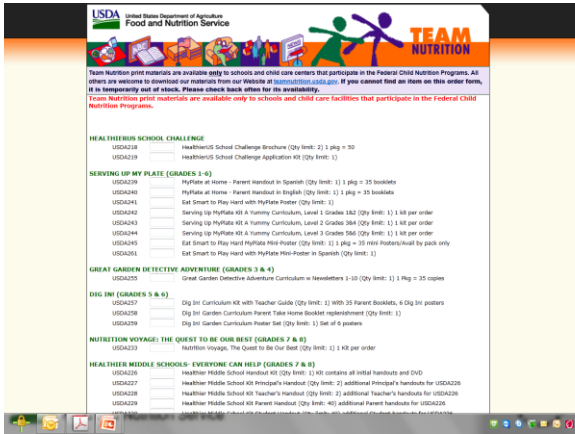 USDA United States Department of Agriculture
Food and Nutrition Service
ABC
NEWS
TEAM
NUTRITION
Team Nutrition print materials are available only to schools and child care centers that participate in the Federal Child Nutrition Programs. All
others are welcome to download our materials from our Website at teamnutrition.usda.gov. If you cannot find an item on this order form,
it is temporarily out of stock. Please check back often for its availability.
Team Nutrition print materials are available only to schools and child care facilities that participate in the Federal Child
Nutrition Programs.
HEALTHIERUS SCHOOL CHALLENGE
USDA218 HealthierUS School Challenge Brochure (Qty limit: 2) 1 pkg = 50
USDA219 HealthierUS School Challenge Application Kit (Qty limit: 1)
SERVING UP MY PLATE (GRADES 1-6)
USDA239 MyPlate at Home - Parent Handout in Spanish (Qty limit: 1) 1 pkg = 35 booklets
USDA240 MyPlate at Home - Parent Handout in English (Qty limit: 1) 1 pkg = 35 booklets
USDA241 Eat Smart to Play Hard with MyPlate Poster (Qty limit: 1)
USDA242 Serving Up MyPlate Kit A Yummy Curriculum, Level 1 Grades 1&2 (Qty limit: 1) 1 kit per order
USDA243 Serving Up MyPlate Kit A Yummy Curriculum, Level 2 Grades 3&4 (Qty limit: 1) 1 kit per order
USDA244 Serving Up MyPlate Kit A Yummy Curriculum, Level 3 Grades 5&6 (Qty limit: 1) 1 kit per order
USDA245 Eat Smart to Play Hard MyPlate Mini-Poster (Qty limit: 1) 1 pkg = 35 mini Posters/Avail by pack only
USDA261 Eat Smart to Play Hard with MyPlate Mini-Poster in Spanish (Qty limit: 1)
GREAT GARDEN DETECTIVE ADVENTURE (GRADES 3 & 4)
USDA255 Great Garden Detective Adventure Curriculum w Newsletters 1-10 (Qty limit: 1) 1 Pkg = 35 copies
DIG IN! (GRADES 5 & 6)
USDA257 Dig In! Curriculum Kit with Teacher Guide (Qty limit: 1) With 35 Parent Booklets, 6 Dig In! posters
USDA258 Dig In! Garden Curriculum Parent Take Home Booklet replenishment (Qty limit: 1)
USDA259 Dig In! Garden Curriculum Poster Set (Qty limit: 1) Set of 6 posters
NUTRITION VOYAGE: THE QUEST TO BE OUR BEST (GRADES 7 & 8)
USDA233 Nutrition Voyage, The Quest to Be Our Best (Qty limit: 1) 1 Kit per order
HEALTHIER MIDDLE SCHOOLS- EVERYONE CAN HELP (GRADES 7 & 8)
USDA226 Healthier Middle School Handout Kit (Qty limit: 1) Kit contains all initial handouts and DVD
USDA227 Healthier Middle School Kit Principal's Handout (Qty limit: 2) additional Principal's handouts for USDA226
USDA228 Healthier Middle School Kit Teacher's Handout (Qty limit: 2) additional Teacher's handouts for USDA226
USDA229 Healthier Middle School Kit Parent Handout (Qty limit: 40) additional Parent handouts for USDA226